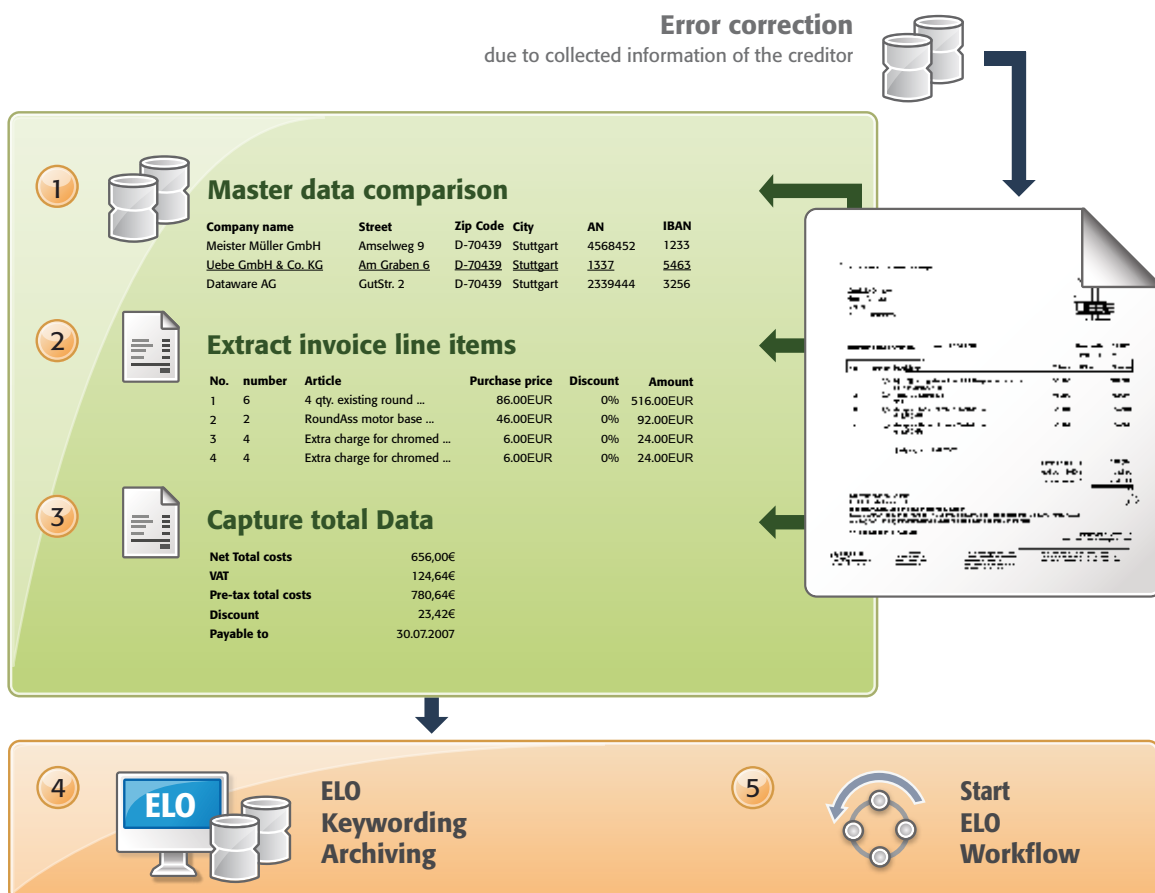 Error correction
due to collected information of the creditor
1
Master data comparison
Company name Street Zip Code City AN IBAN
Meister Müller GmbH Amselweg 9 D-70439 Stuttgart 4568452 1233
Uebe GmbH & Co. KG Am Graben 6 D-70439 Stuttgart 1337 5463
Dataware AG GutStr. 2 D-70439 Stuttgart 2339444 3256
2
Extract invoice line items
No. number Article Purchase price Discount Amount
1 6 4 qty. existing round ... 86.00EUR 0% 516.00EUR
2 2 RoundAss motor base ... 46.00EUR 0% 92.00EUR
3 4 Extra charge for chromed ... 6.00EUR 0% 24.00EUR
4 4 Extra charge for chromed ... 6.00EUR 0% 24.00EUR
3
Capture total Data
Net Total costs 656,00€
VAT 124,64€
Pre-tax total costs 780,64€
Discount 23,42€
Payable to 30.07.2007
4
ELO
ELO
Keywording
Archiving
5
Start
ELO
Workflow